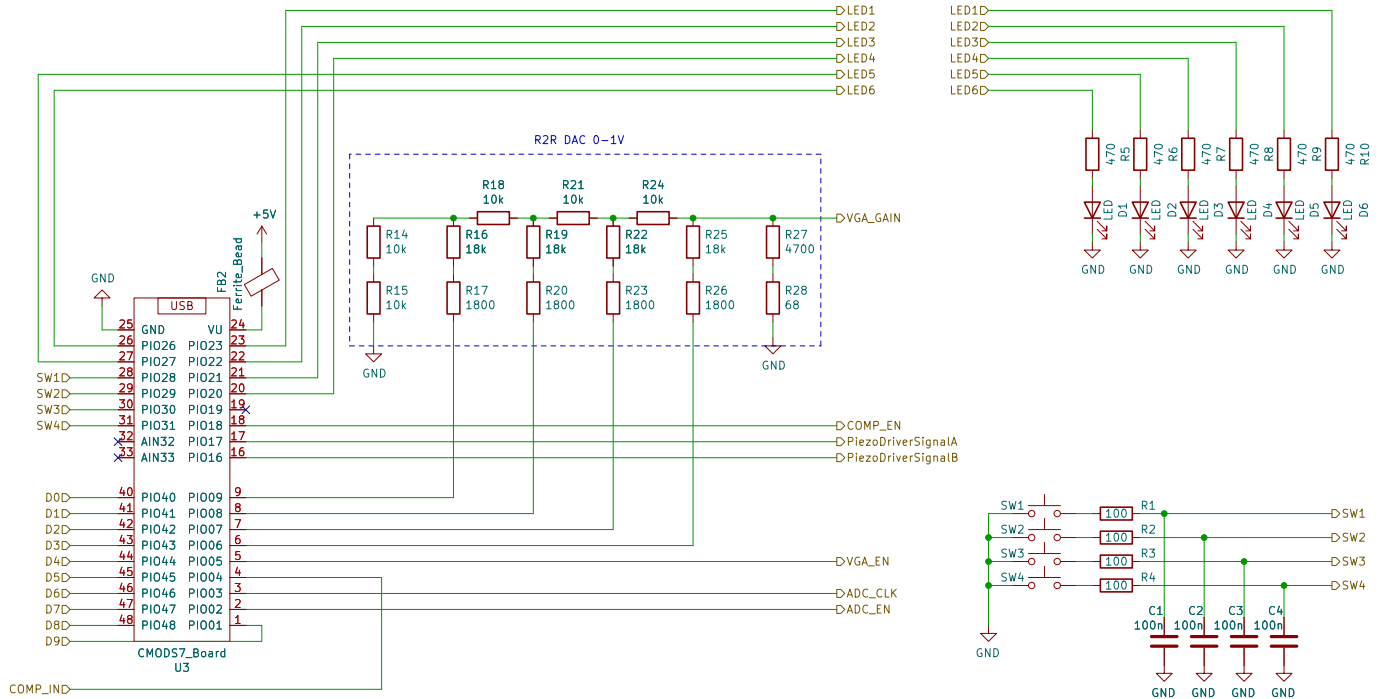 LED1
LED2
LED3
LED4
LED5
LED6
LED1
LED2
LED3
LED4
LED5
LED6
R2R DAC 0-1V
R18
10k
R21
10k
R24
10k
VGA_GAIN
R14
10k
R16
18k
R19
18k
R22
18k
R25
18k
R27
4700
R15
10k
R17
1800
R20
1800
R23
1800
R26
1800
R28
68
GND
GND
470
R5
470
R6
470
R7
470
R8
470
R9
470
R10
LED
D1
LED
D2
LED
D3
LED
D4
LED
D5
LED
D6
GND
GND
GND
GND
GND
GND
+5V
FB2
Ferrite_Bead
GND
USB
25 GND VU 24
26 PIO26 PIO23 23
27 PIO27 PIO22 22
SW1 28 PIO28 PIO21 21
SW2 29 PIO29 PIO20 20
SW3 30 PIO30 PIO19 19
SW4 31 PIO31 PIO18 18 COMP_EN
32 AIN32 PIO17 17 PiezoDriverSignalA
33 AIN33 PIO16 16 PiezoDriverSignalB
D0 40 PIO40 PIO09 9
D1 41 PIO41 PIO08 8
D2 42 PIO42 PIO07 7
D3 43 PIO43 PIO06 6
D4 44 PIO44 PIO05 5 VGA_EN
D5 45 PIO45 PIO04 4
D6 46 PIO46 PIO03 3 ADC_CLK
D7 47 PIO47 PIO02 2 ADC_EN
D8 48 PIO48 PIO01 1
D9
CMODS7_Board
U3
COMP_IN
SW1 100 R1 SW1
SW2 100 R2 SW2
SW3 100 R3 SW3
SW4 100 R4 SW4
C1
100n
C2
100n
C3
100n
C4
100n
GND
GND
GND
GND
GND